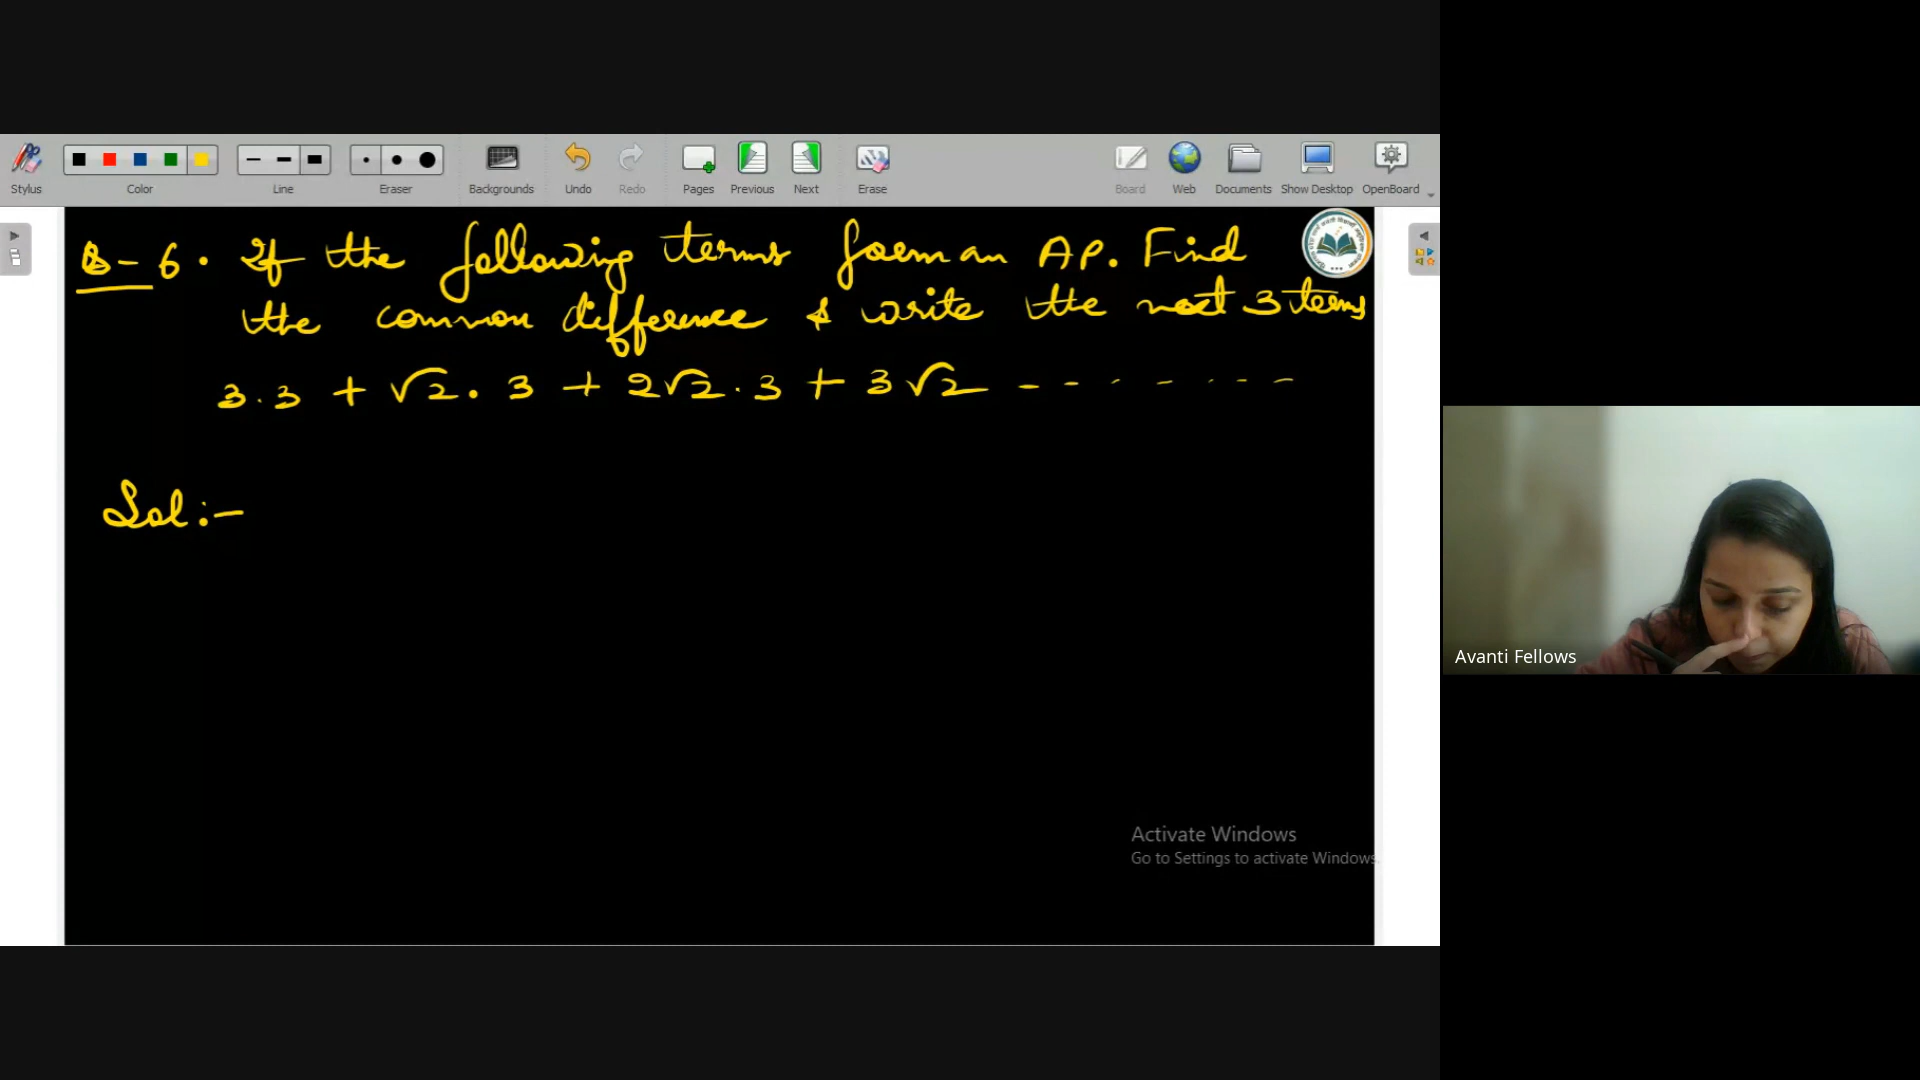 Stylus Color Line Eraser Backgrounds Undo Redo Pages Previous Next Erase Board Web Documents Show Desktop OpenBoard
Q-6. If the following terms form an AP. Find
the common difference & write the next 3 terms
3.3 + √2.3 + 2√2.3 + 3√2 - - - - - - -
Sol:-
Avanti Fellows
Activate Windows
Go to Settings to activate Windows.